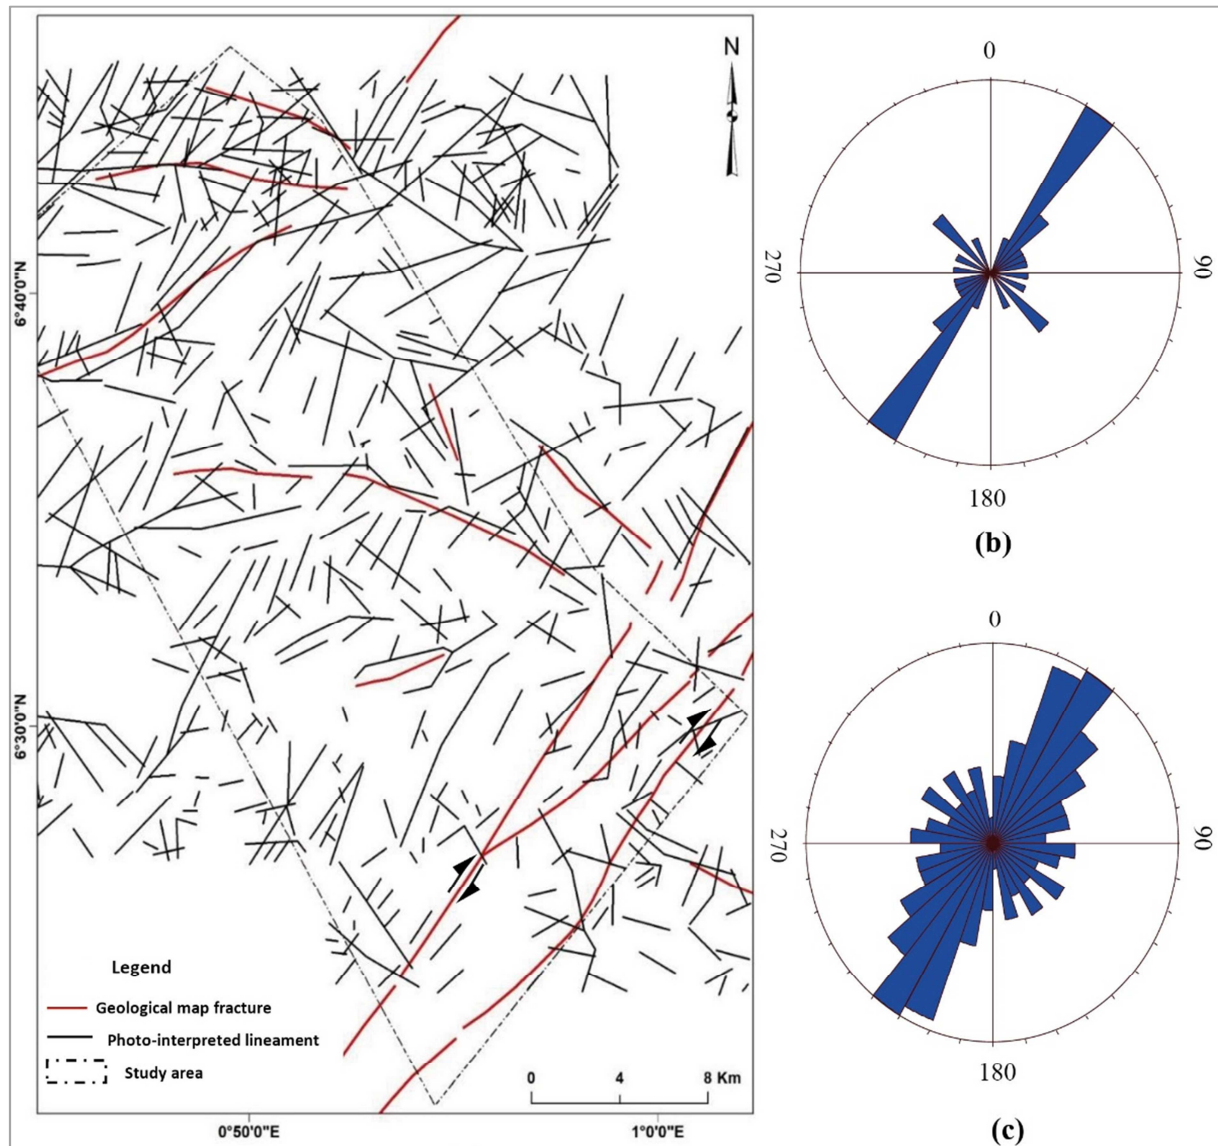 N
6°40'0"N
6°30'0"N
Legend
Geological map fracture
Photo-interpreted lineament
Study area
0 4 8 Km
0°50'0"E 1°0'0"E
0
270
90
180
(b)
0
270
90
180
(c)